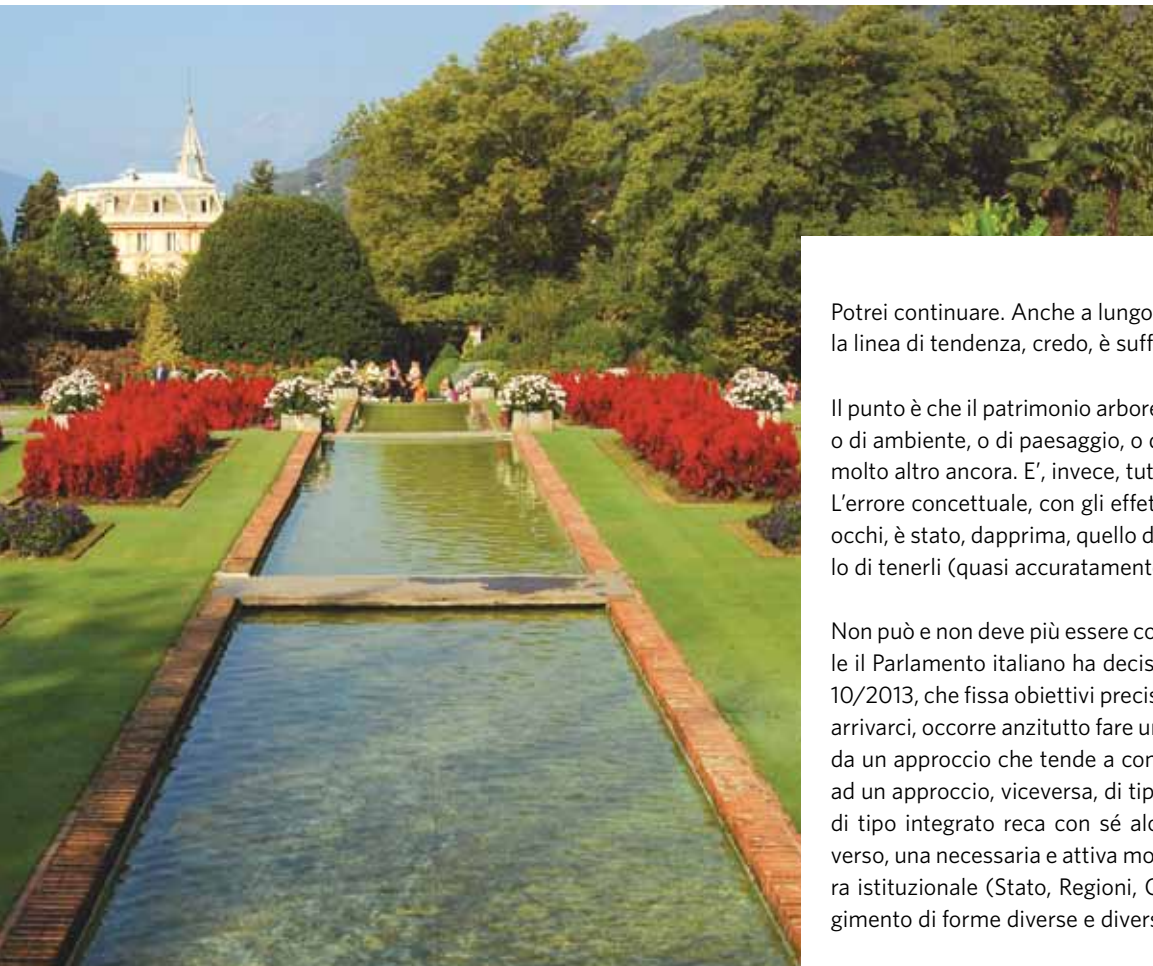 Potrei continuare. Anche a lungo
la linea di tendenza, credo, è suff
Il punto è che il patrimonio arbore
o di ambiente, o di paesaggio, o
molto altro ancora. E’, invece, tut
L’errore concettuale, con gli effet
occhi, è stato, dapprima, quello d
lo di tenerli (quasi accuratament
Non può e non deve più essere co
le il Parlamento italiano ha decis
10/2013, che fissa obiettivi precis
arrivarci, occorre anzitutto fare un
da un approccio che tende a con
ad un approccio, viceversa, di tip
di tipo integrato reca con sé alc
verso, una necessaria e attiva mo
ra istituzionale (Stato, Regioni, C
gimento di forme diverse e divers